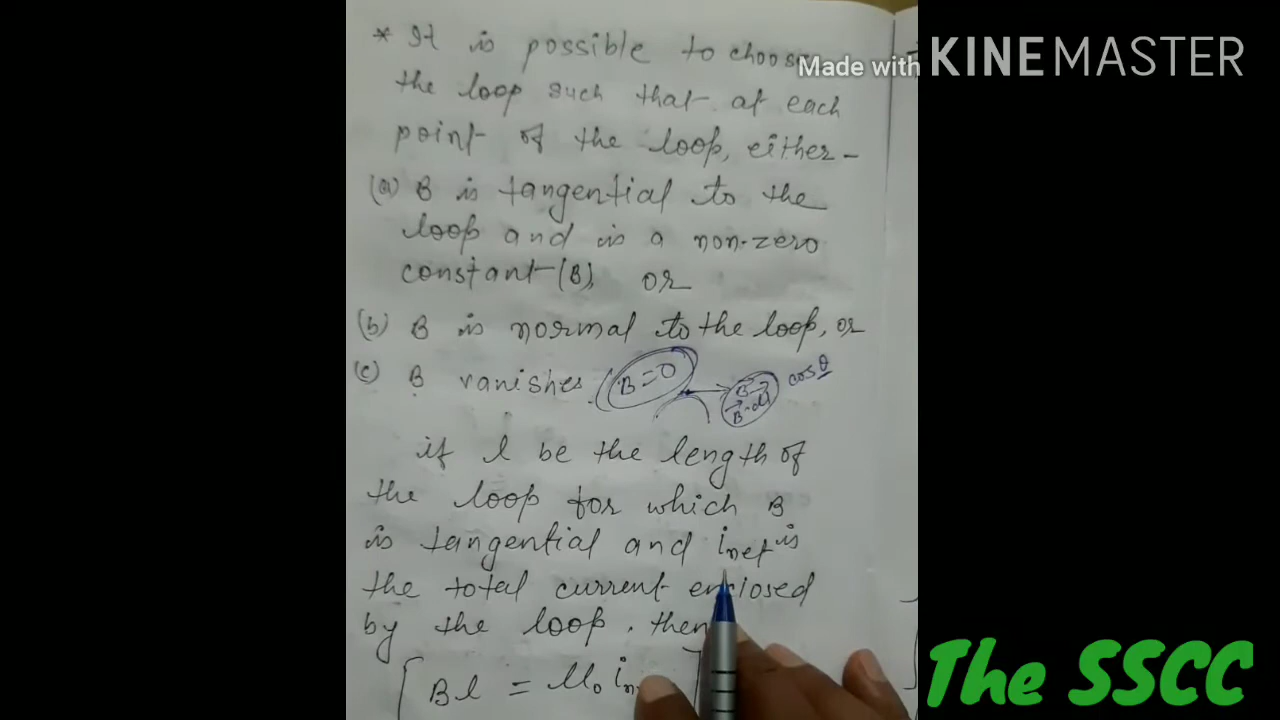 * It is possible to choose
the loop such that at each
point of the loop, either -
(a) B is tangential to the
loop and is a non-zero
constant (B), or
(b) B is normal to the loop, or
(c) B vanishes. (B=0)
B
B·dl
cos θ
if l be the length of
the loop for which B
is tangential and inet is
the total current enclosed
by the loop. then
[Bl = μ₀ in
Made with
KINEMASTER
The SSCC